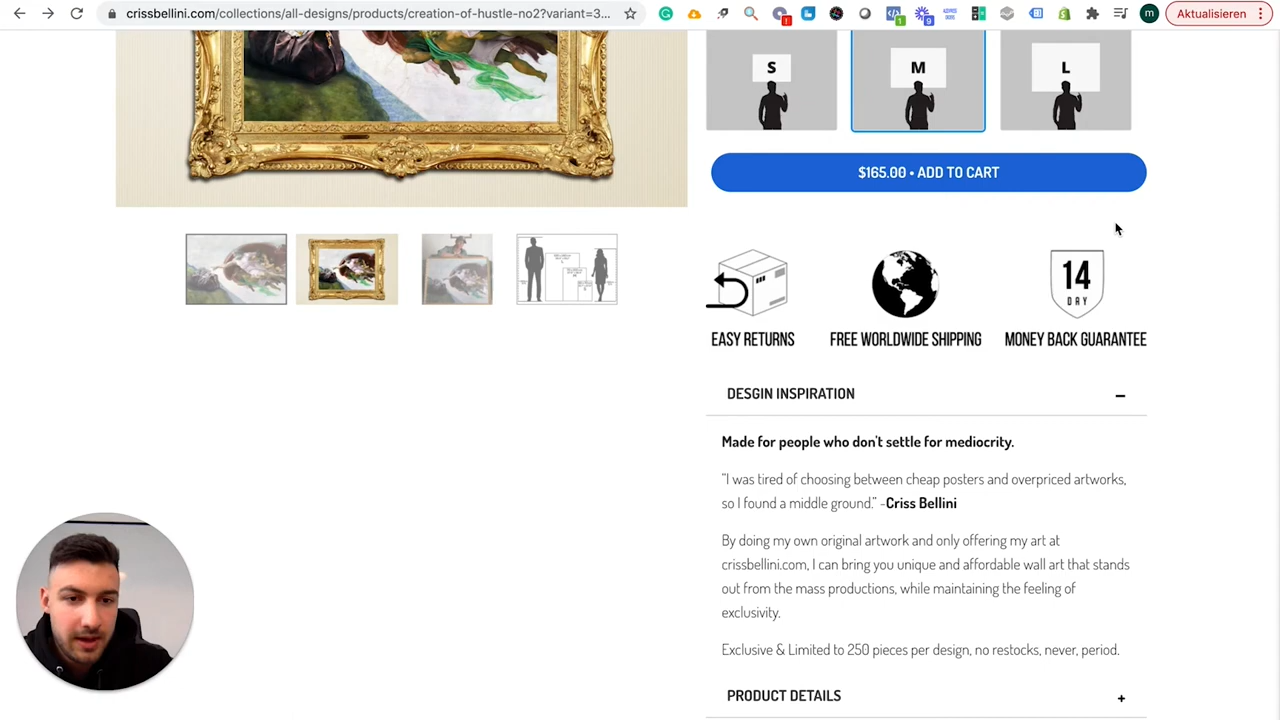 crissbellini.com/collections/all-designs/products/creation-of-hustle-no2?variant=3...
1
9
m
Aktualisieren
S
M
L
$165.00 • ADD TO CART
14
DAY
EASY RETURNS
FREE WORLDWIDE SHIPPING
MONEY BACK GUARANTEE
DESGIN INSPIRATION
Made for people who don't settle for mediocrity.
“I was tired of choosing between cheap posters and overpriced artworks,
so I found a middle ground.” -Criss Bellini
By doing my own original artwork and only offering my art at
crissbellini.com, I can bring you unique and affordable wall art that stands
out from the mass productions, while maintaining the feeling of
exclusivity.
Exclusive & Limited to 250 pieces per design, no restocks, never, period.
PRODUCT DETAILS